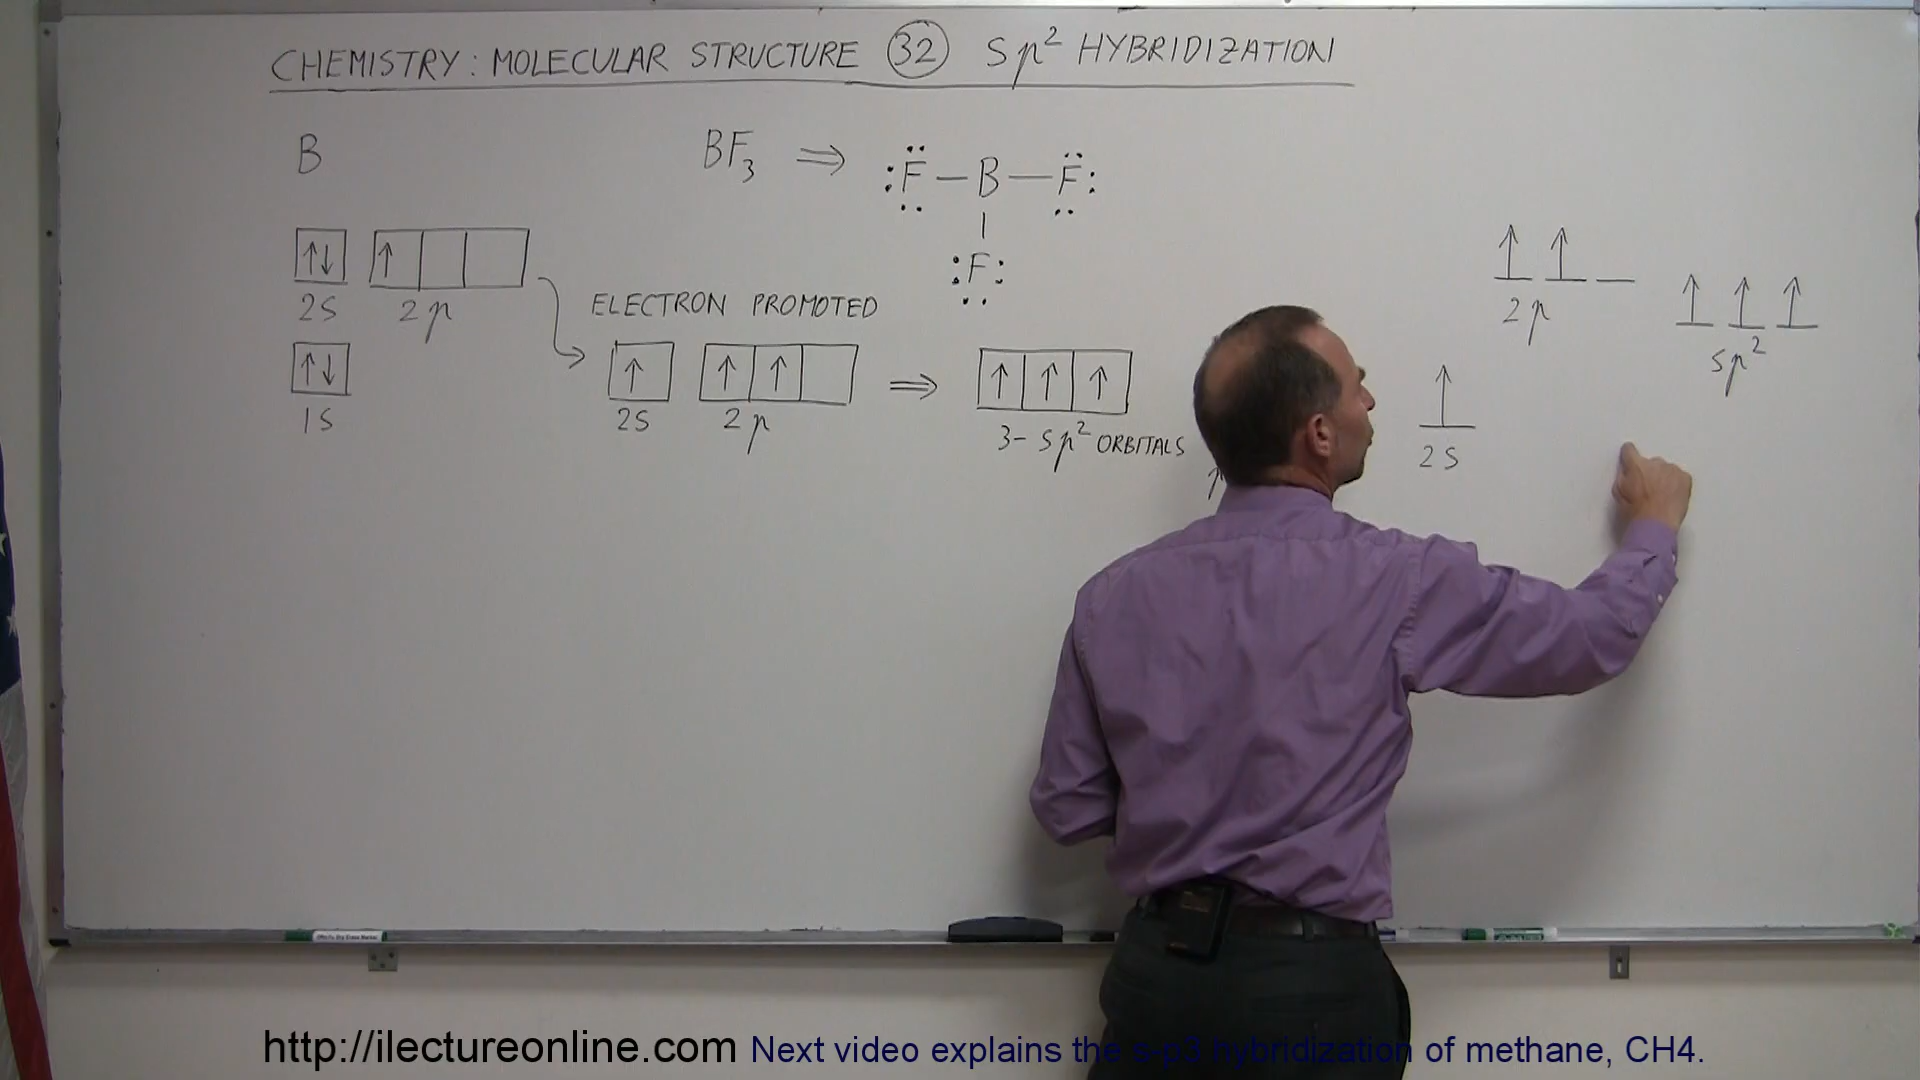 CHEMISTRY: MOLECULAR STRUCTURE 32 sp² HYBRIDIZATION
B
BF₃ ⇒ F — B — F
F
↑↓ ↑
2S 2p
ELECTRON PROMOTED
↑↓
1S
↑ ↑ ↑ ⇒ ↑ ↑ ↑
2S 2p
3- sp² ORBITALS
↑ ↑
2p
↑ ↑ ↑
sp²
↑
2S
http://ilectureonline.com Next video explains the s-p3 hybridization of methane, CH4.